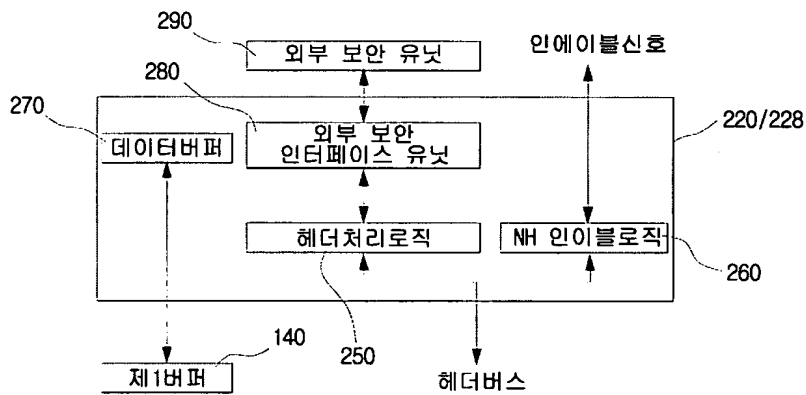 290
외부 보안 유닛
인에이블신호
280
270
220/228
데이터버퍼
외부 보안
인터페이스 유닛
헤더처리로직
NH 인이블로직
260
140
250
제1버퍼
헤더버스